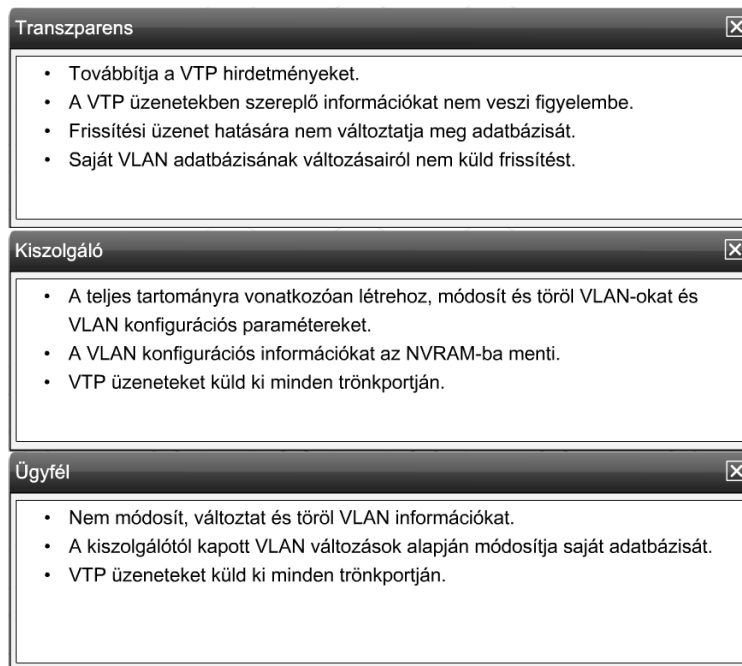 Transzparens
• Továbbítja a VTP hirdetményeket.
• A VTP üzenetekben szereplő információkat nem veszi figyelembe.
• Frissítési üzenet hatására nem változtatja meg adatbázisát.
• Saját VLAN adatbázisának változásairól nem küld frissítést.
Kiszolgáló
• A teljes tartományra vonatkozóan létrehoz, módosít és töröl VLAN-okat és
VLAN konfigurációs paramétereket.
• A VLAN konfigurációs információkat az NVRAM-ba menti.
• VTP üzeneteket küld ki minden trönkportján.
Ügyfél
• Nem módosít, változtat és töröl VLAN információkat.
• A kiszolgálótól kapott VLAN változások alapján módosítja saját adatbázisát.
• VTP üzeneteket küld ki minden trönkportján.